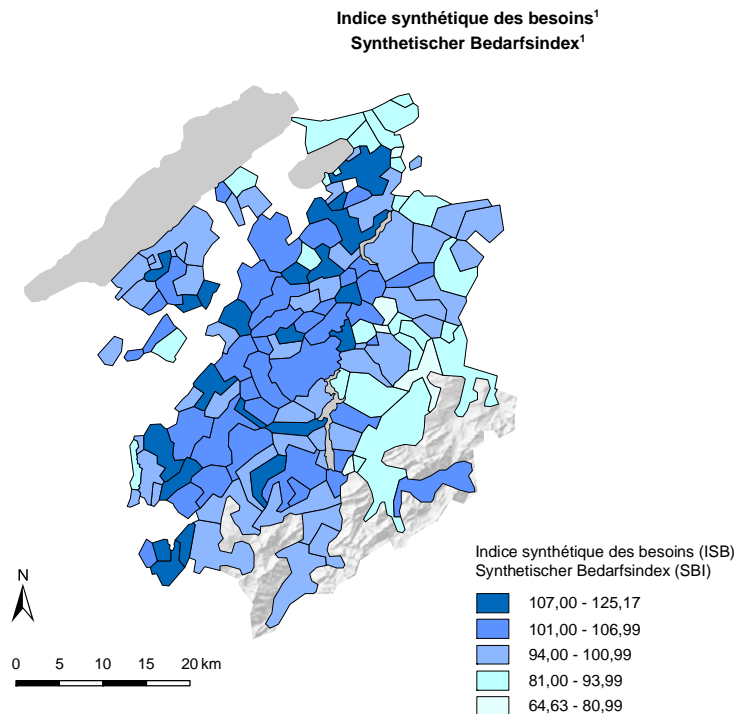 Indice synthétique des besoins¹
Synthetischer Bedarfsindex¹
Indice synthétique des besoins (ISB)
Synthetischer Bedarfsindex (SBI)
107,00 - 125,17
101,00 - 106,99
94,00 - 100,99
81,00 - 93,99
64,63 - 80,99
N
0 5 10 15 20 km